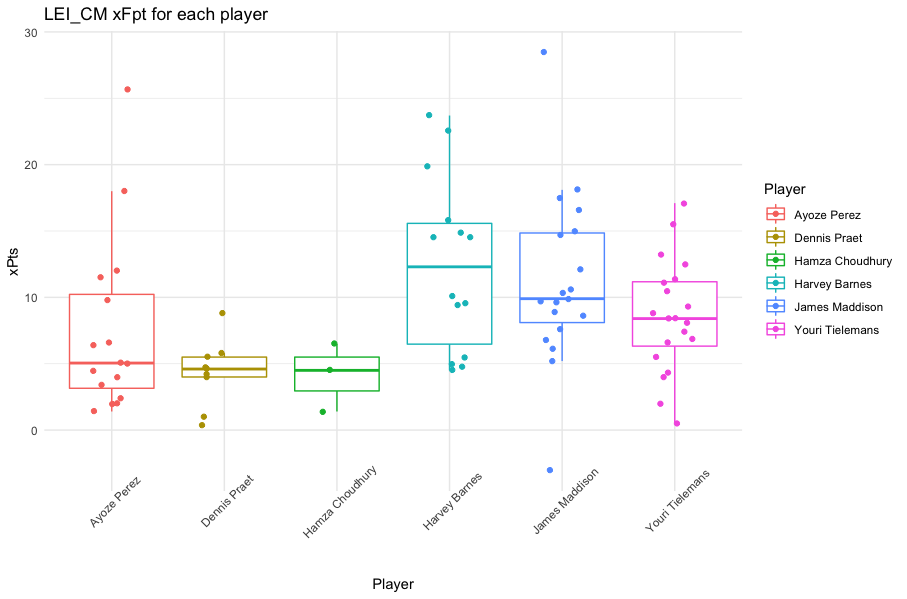 LEI_CM xFpt for each player
30
20
10
0
xPts
Ayoze Perez
Dennis Praet
Hamza Choudhury
Harvey Barnes
James Maddison
Youri Tielemans
Player
Player
Ayoze Perez
Dennis Praet
Hamza Choudhury
Harvey Barnes
James Maddison
Youri Tielemans